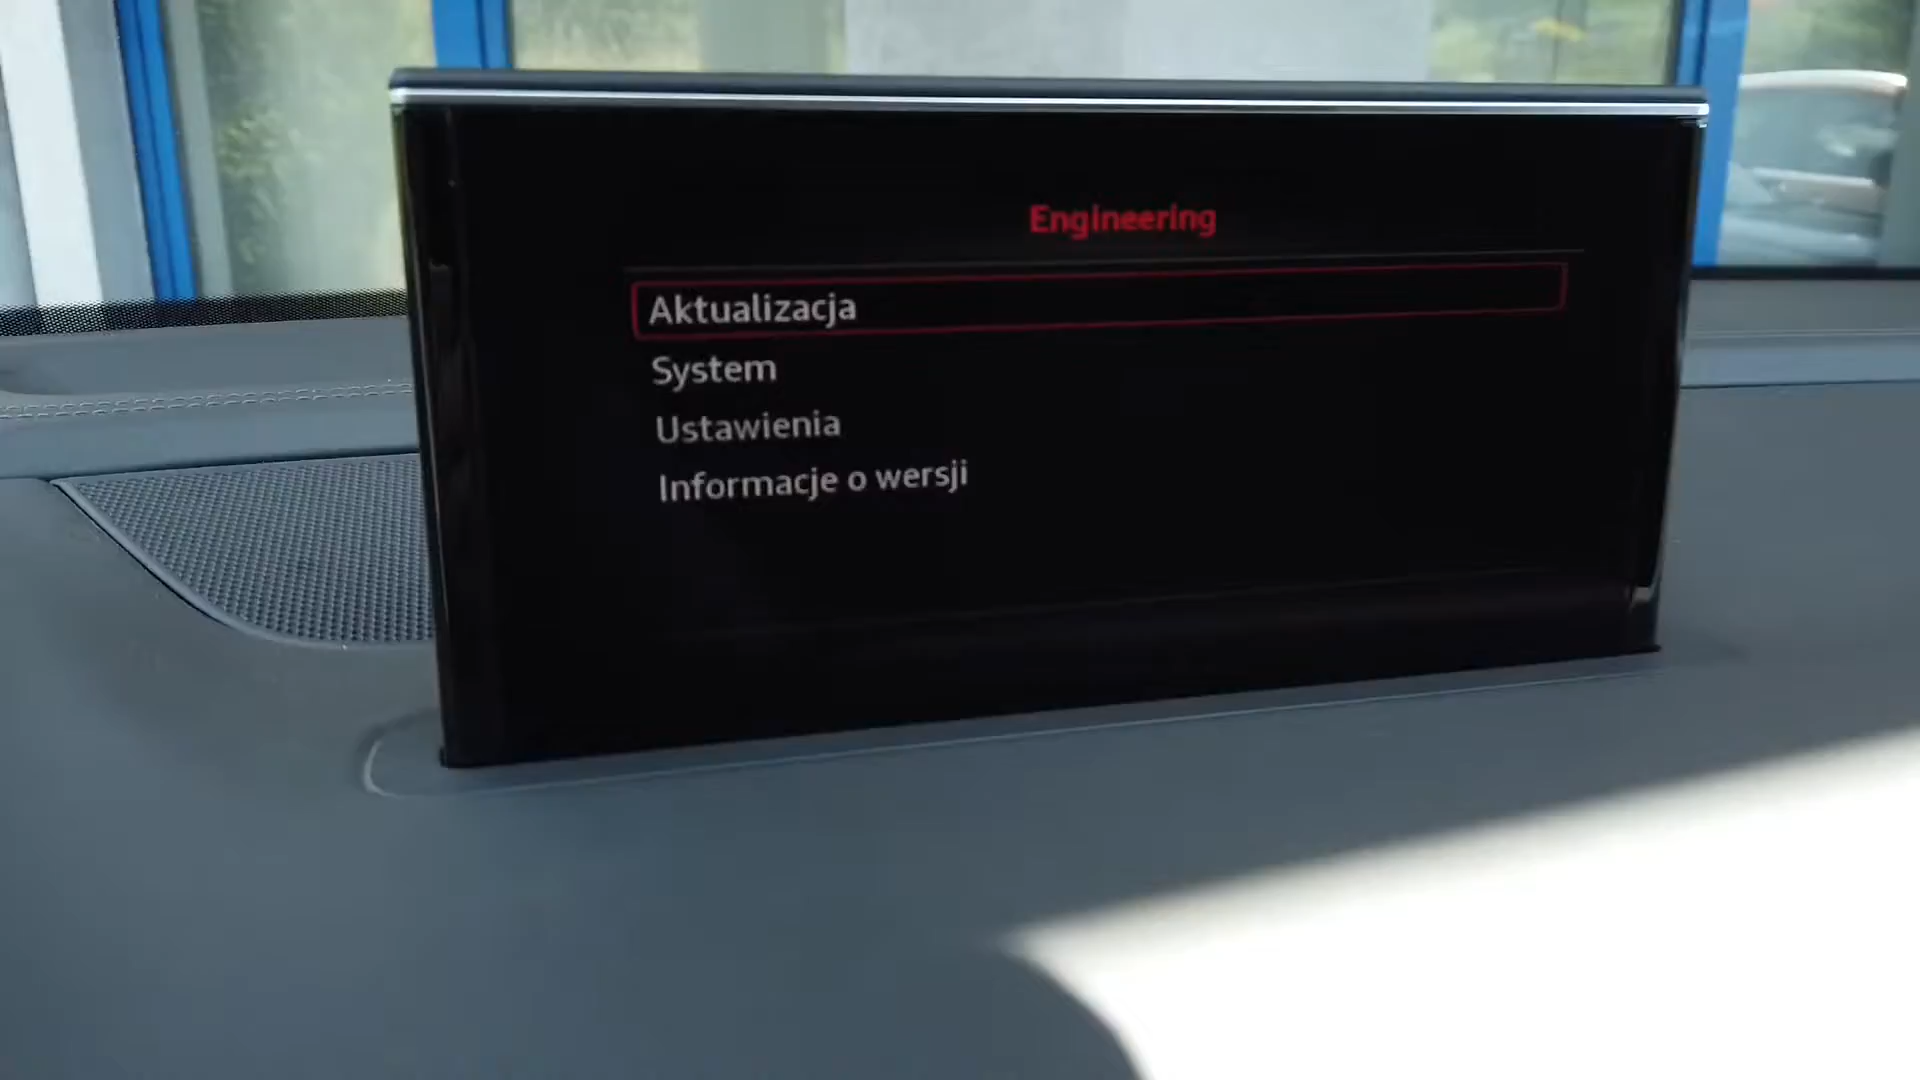 Engineering
Aktualizacja
System
Ustawienia
Informacje o wersji